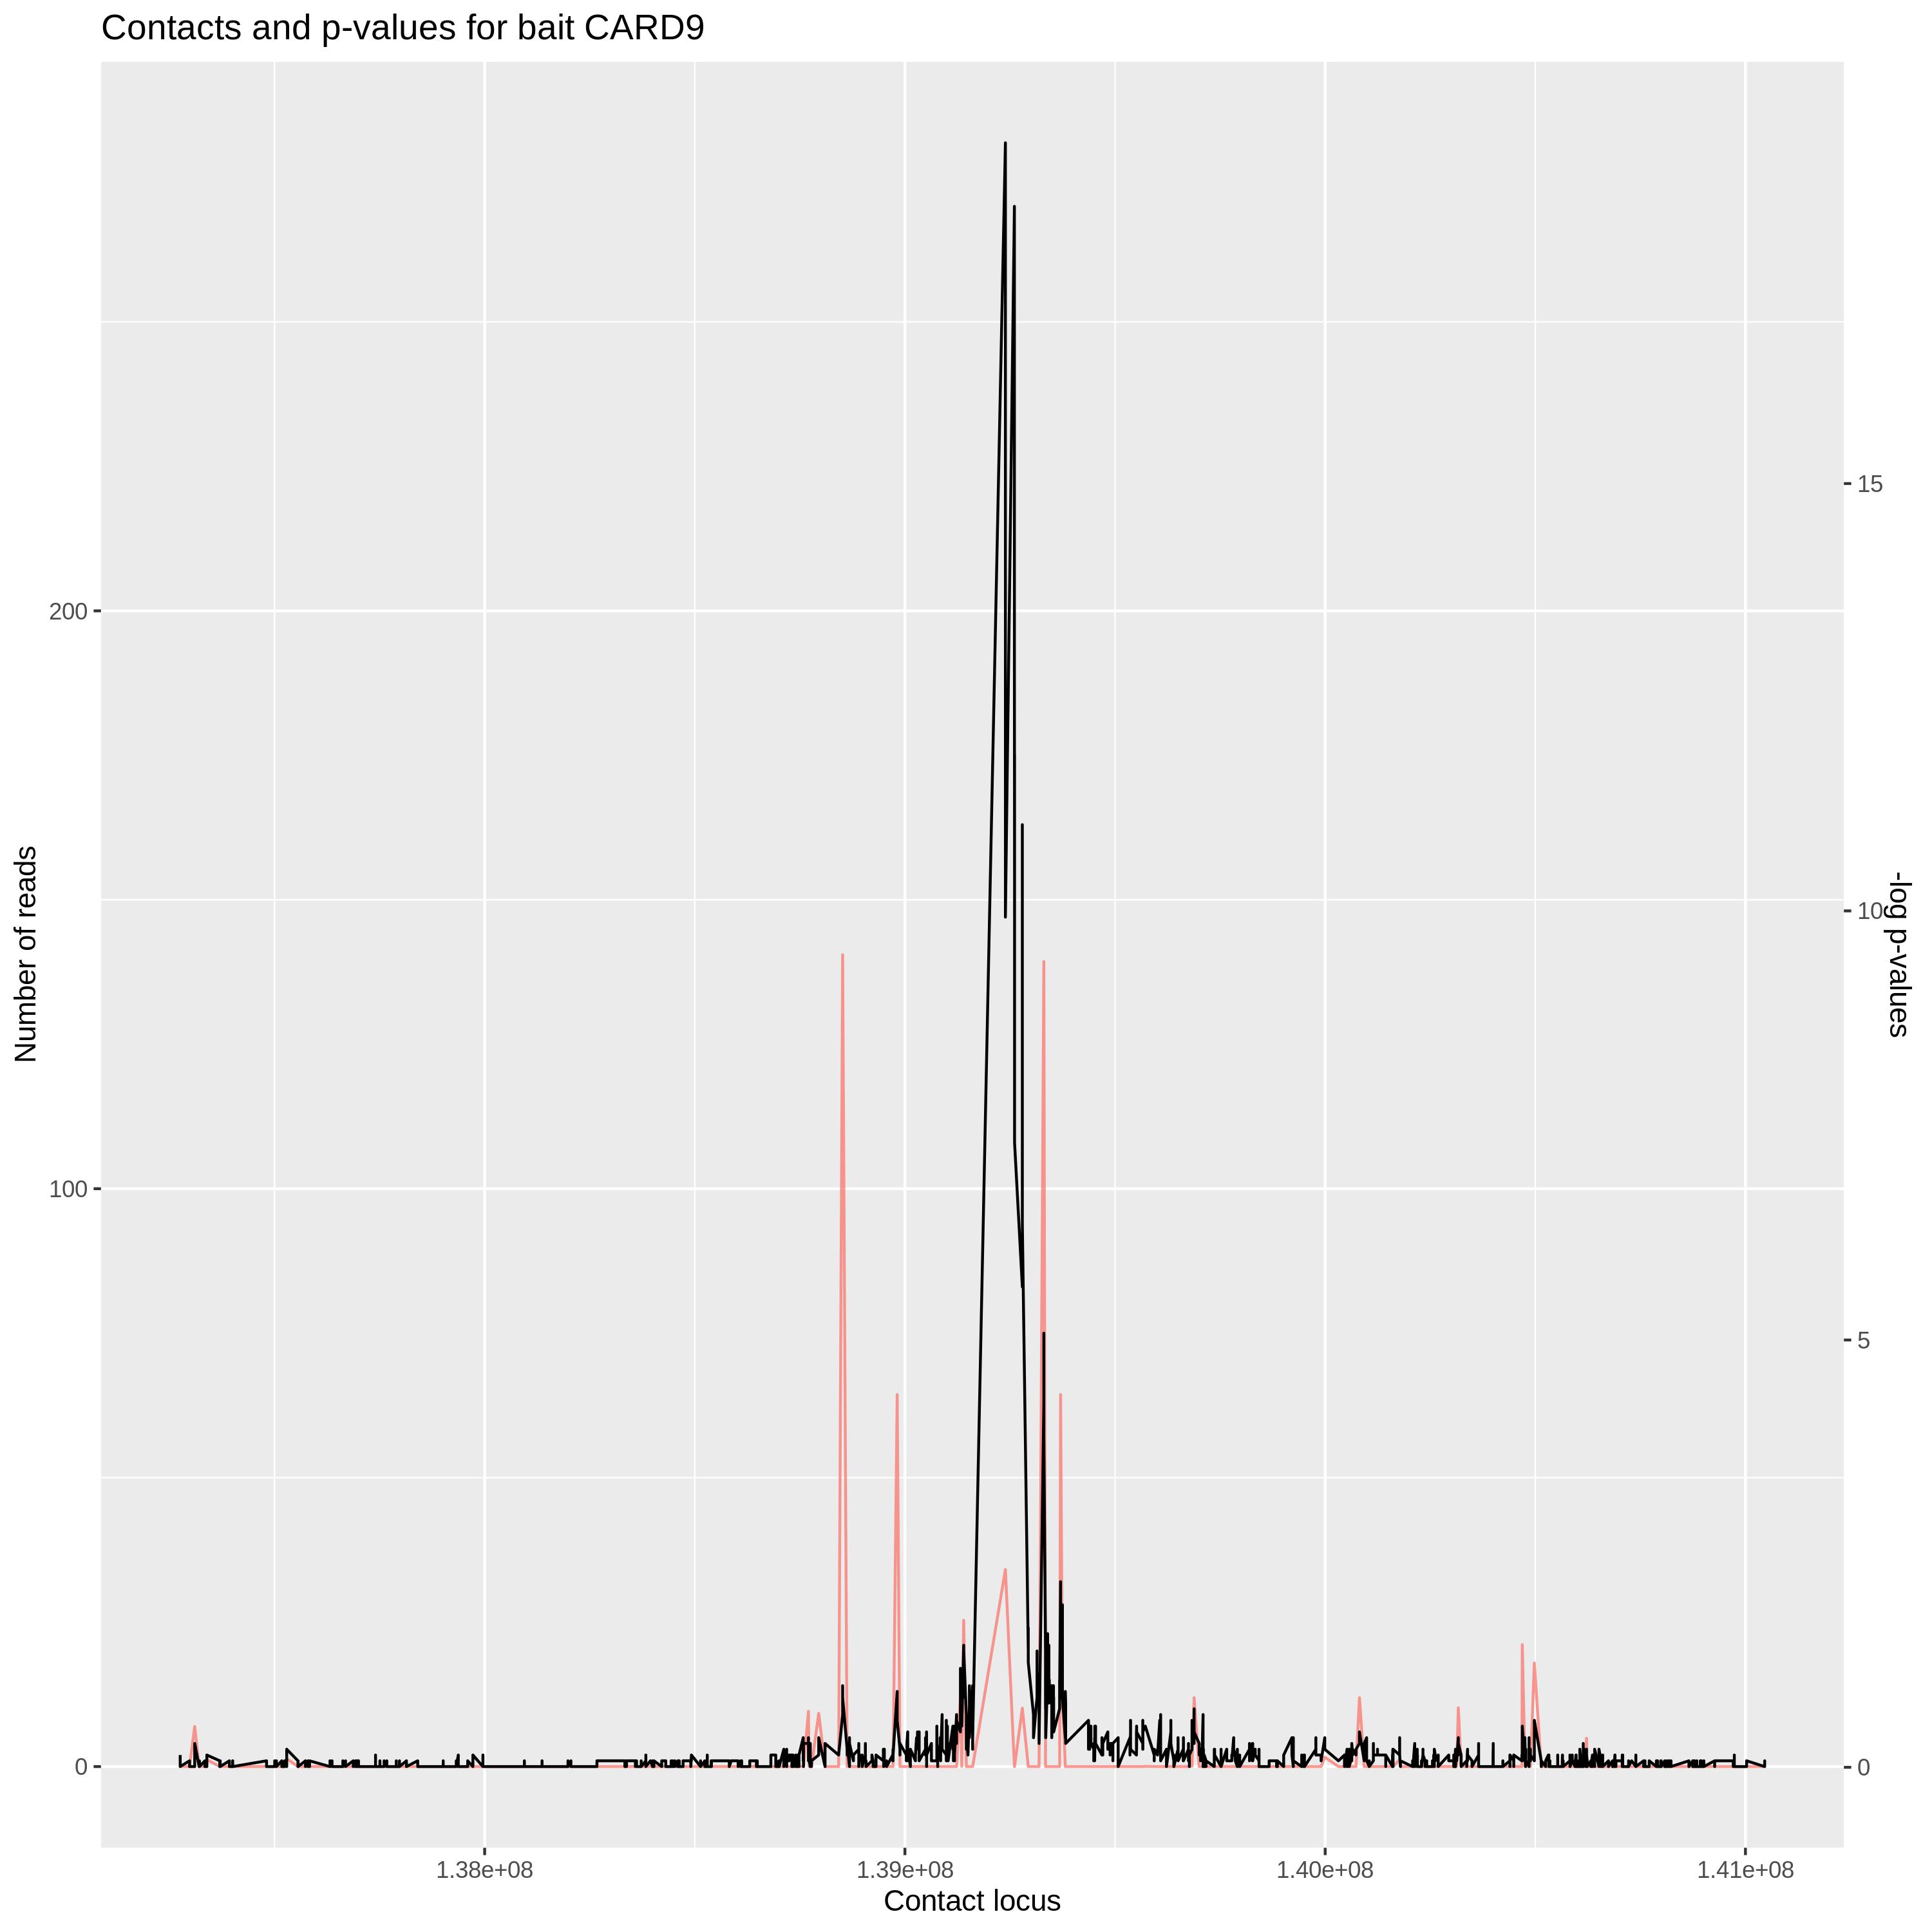 Contacts and p-values for bait CARD9
Number of reads
200
100
0
15
10
5
0
-log p-values
1.38e+08
1.39e+08
1.40e+08
1.41e+08
Contact locus